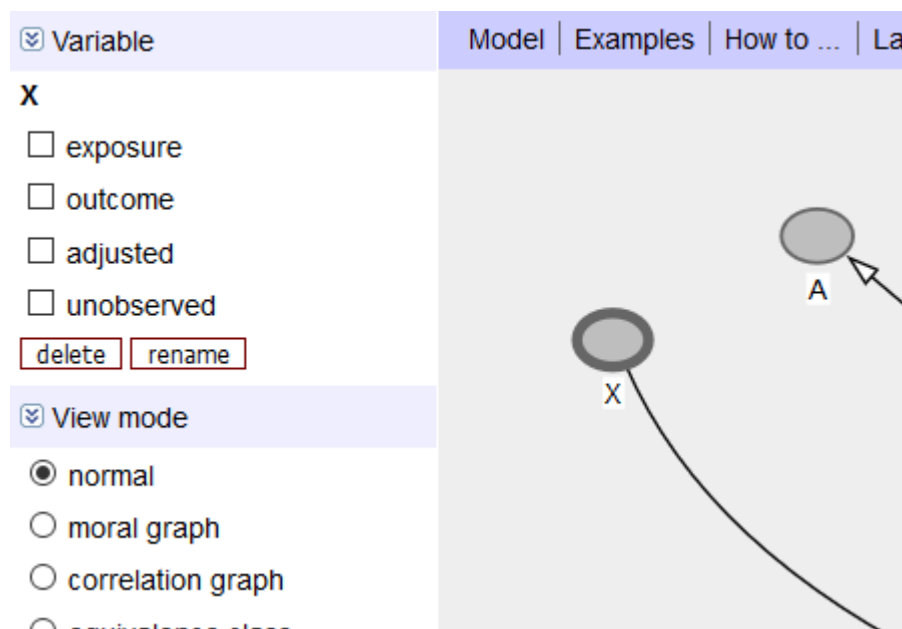 Variable
X
exposure
outcome
adjusted
unobserved
delete rename
View mode
normal
moral graph
correlation graph
Model Examples How to ...
A
X